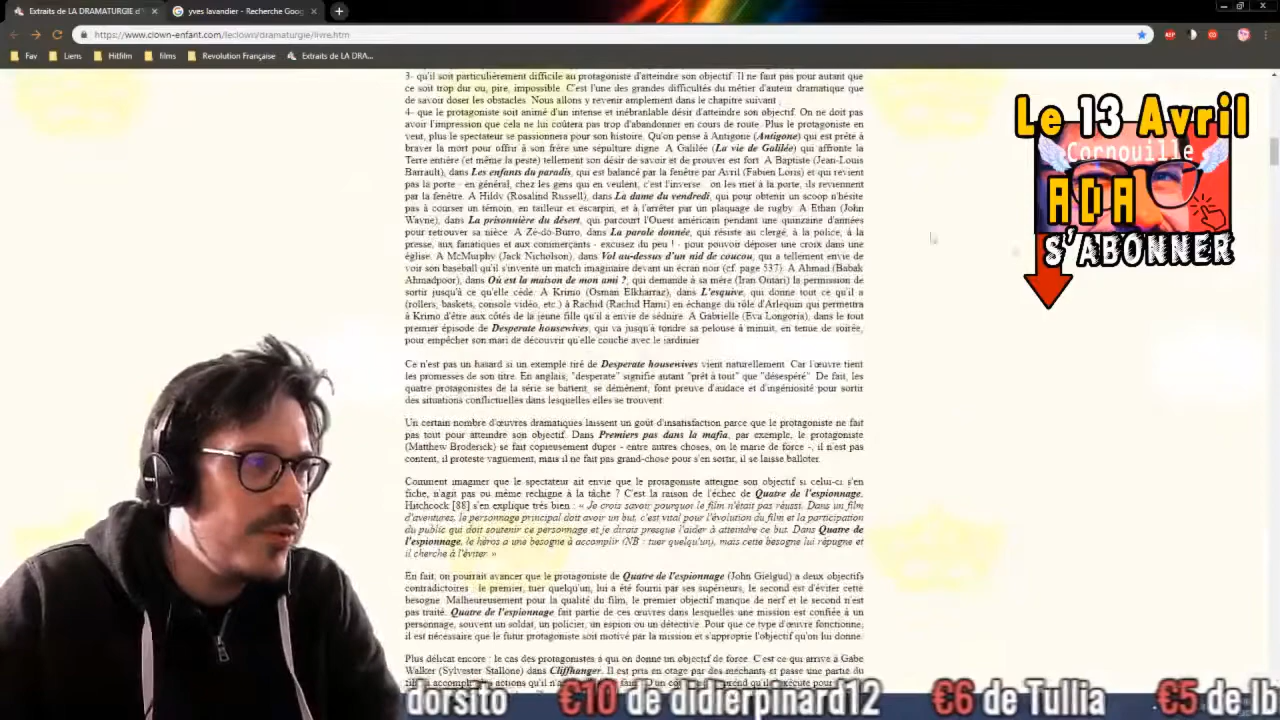 Extraits de LA DRAMATURGIE d'
yves lavandier - Recherche Goog
https://www.clown-enfant.com/leclown/dramaturgie/livre.htm
Fav
Liens
Hitfilm
films
Revolution Française
Extraits de LA DRA...
3- qu'il soit particulièrement difficile au protagoniste d'atteindre son objectif. Il ne faut pas pour autant que
ce soit trop dur ou, pire, impossible. C'est l'une des grandes difficultés du métier d'auteur dramatique que
de savoir doser les obstacles. Nous allons y revenir amplement dans le chapitre suivant ;
4- que le protagoniste soit animé d'un intense et inébranlable désir d'atteindre son objectif. On ne doit pas
avoir l'impression que cela ne lui coûtera pas trop d'abandonner en cours de route. Plus le protagoniste en
veut, plus le spectateur se passionnera pour son histoire. Qu'on pense à Antigone (Antigone) qui est prête à
braver la mort pour offrir à son frère une sépulture digne. A Galilée (La vie de Galilée) qui affronte la
Terre entière (et même la peste) tellement son désir de savoir et de prouver est fort. A Baptiste (Jean-Louis
Barrault), dans Les enfants du paradis, qui est balancé par la fenêtre par Avril (Fabien Loris) et qui revient
pas la porte - en général, chez les gens qui en veulent, c'est l'inverse : on les met à la porte, ils reviennent
par la fenêtre. A Hildy (Rosalind Russell), dans La dame du vendredi, qui pour obtenir un scoop n'hésite
pas à courser un témoin, en tailleur et escarpin, et à l'arrêter par un plaquage de rugby. A Ethan (John
Wayne), dans La prisonnière du désert, qui parcourt l'Ouest américain pendant une quinzaine d'années
pour retrouver sa nièce. A Zé-do-Burro, dans La parole donnée, qui résiste au clergé, à la police, à la
presse, aux fanatiques et aux commerçants - excusez du peu ! - pour pouvoir déposer une croix dans une
église. A McMurphy (Jack Nicholson), dans Vol au-dessus d'un nid de coucou, qui a tellement envie de
voir son baseball qu'il s'invente un match imaginaire devant un écran noir (cf. page 537). A Ahmad (Babak
Ahmadpoor), dans Où est la maison de mon ami ?, qui demande à sa mère (Iran Outari) la permission de
sortir jusqu'à ce qu'elle cède. A Krimo (Osman Elkharraz), dans L'esquive, qui donne tout ce qu'il a
(rollers, baskets, console vidéo, etc.) à Rachid (Rachid Hami) en échange du rôle d'Arlequin qui permettra
à Krimo d'être aux côtés de la jeune fille qu'il a envie de séduire. A Gabrielle (Eva Longoria), dans le tout
premier épisode de Desperate housewives, qui va jusqu'à tondre sa pelouse à minuit, en tenue de soirée,
pour empêcher son mari de découvrir qu'elle couche avec le jardinier.
Ce n'est pas un hasard si un exemple tiré de Desperate housewives vient naturellement. Car l'œuvre tient
les promesses de son titre. En anglais, "desperate" signifie autant "prêt à tout" que "désespéré". De fait, les
quatre protagonistes de la série se battent, se démènent, font preuve d'audace et d'ingéniosité pour sortir
des situations conflictuelles dans lesquelles elles se trouvent.
Un certain nombre d'œuvres dramatiques laissent un goût d'insatisfaction parce que le protagoniste ne fait
pas tout pour atteindre son objectif. Dans Premiers pas dans la mafia, par exemple, le protagoniste
(Matthew Broderick) se fait copieusement duper - entre autres choses, on le marie de force -, il n'est pas
content, il proteste vaguement, mais il ne fait pas grand-chose pour s'en sortir, il se laisse balloter.
Comment imaginer que le spectateur ait envie que le protagoniste atteigne son objectif si celui-ci s'en
fiche, n'agit pas ou même rechigne à la tâche ? C'est la raison de l'échec de Quatre de l'espionnage.
Hitchcock [88] s'en explique très bien : « Je crois savoir pourquoi le film n'était pas réussi. Dans un film
d'aventures, le personnage principal doit avoir un but, c'est vital pour l'évolution du film et la participation
du public qui doit soutenir ce personnage et je dirais presque l'aider à atteindre ce but. Dans Quatre de
l'espionnage, le héros a une besogne à accomplir (NB : tuer quelqu'un), mais cette besogne lui répugne et
il cherche à l'éviter. »
En fait, on pourrait avancer que le protagoniste de Quatre de l'espionnage (John Gielgud) a deux objectifs
contradictoires : le premier, tuer quelqu'un, lui a été fourni par ses supérieurs, le second est d'éviter cette
besogne. Malheureusement pour la qualité du film, le premier objectif manque de nerf et le second n'est
pas traité. Quatre de l'espionnage fait partie de ces œuvres dans lesquelles une mission est confiée à un
personnage, souvent un soldat, un policier, un espion ou un détective. Pour que ce type d'œuvre fonctionne,
il est nécessaire que le futur protagoniste soit motivé par la mission et s'approprie l'objectif qu'on lui donne.
Plus délicat encore : le cas des protagonistes à qui on donne un objectif de force. C'est ce qui arrive à Gabe
Walker (Sylvester Stallone) dans Cliffhanger. Il est pris en otage par des méchants et passe une partie du
Le 13 Avril
Cornouille
ADA
S'ABONNER
dorsito €10 de didierpinard12 €6 de Tullia €5 de lb